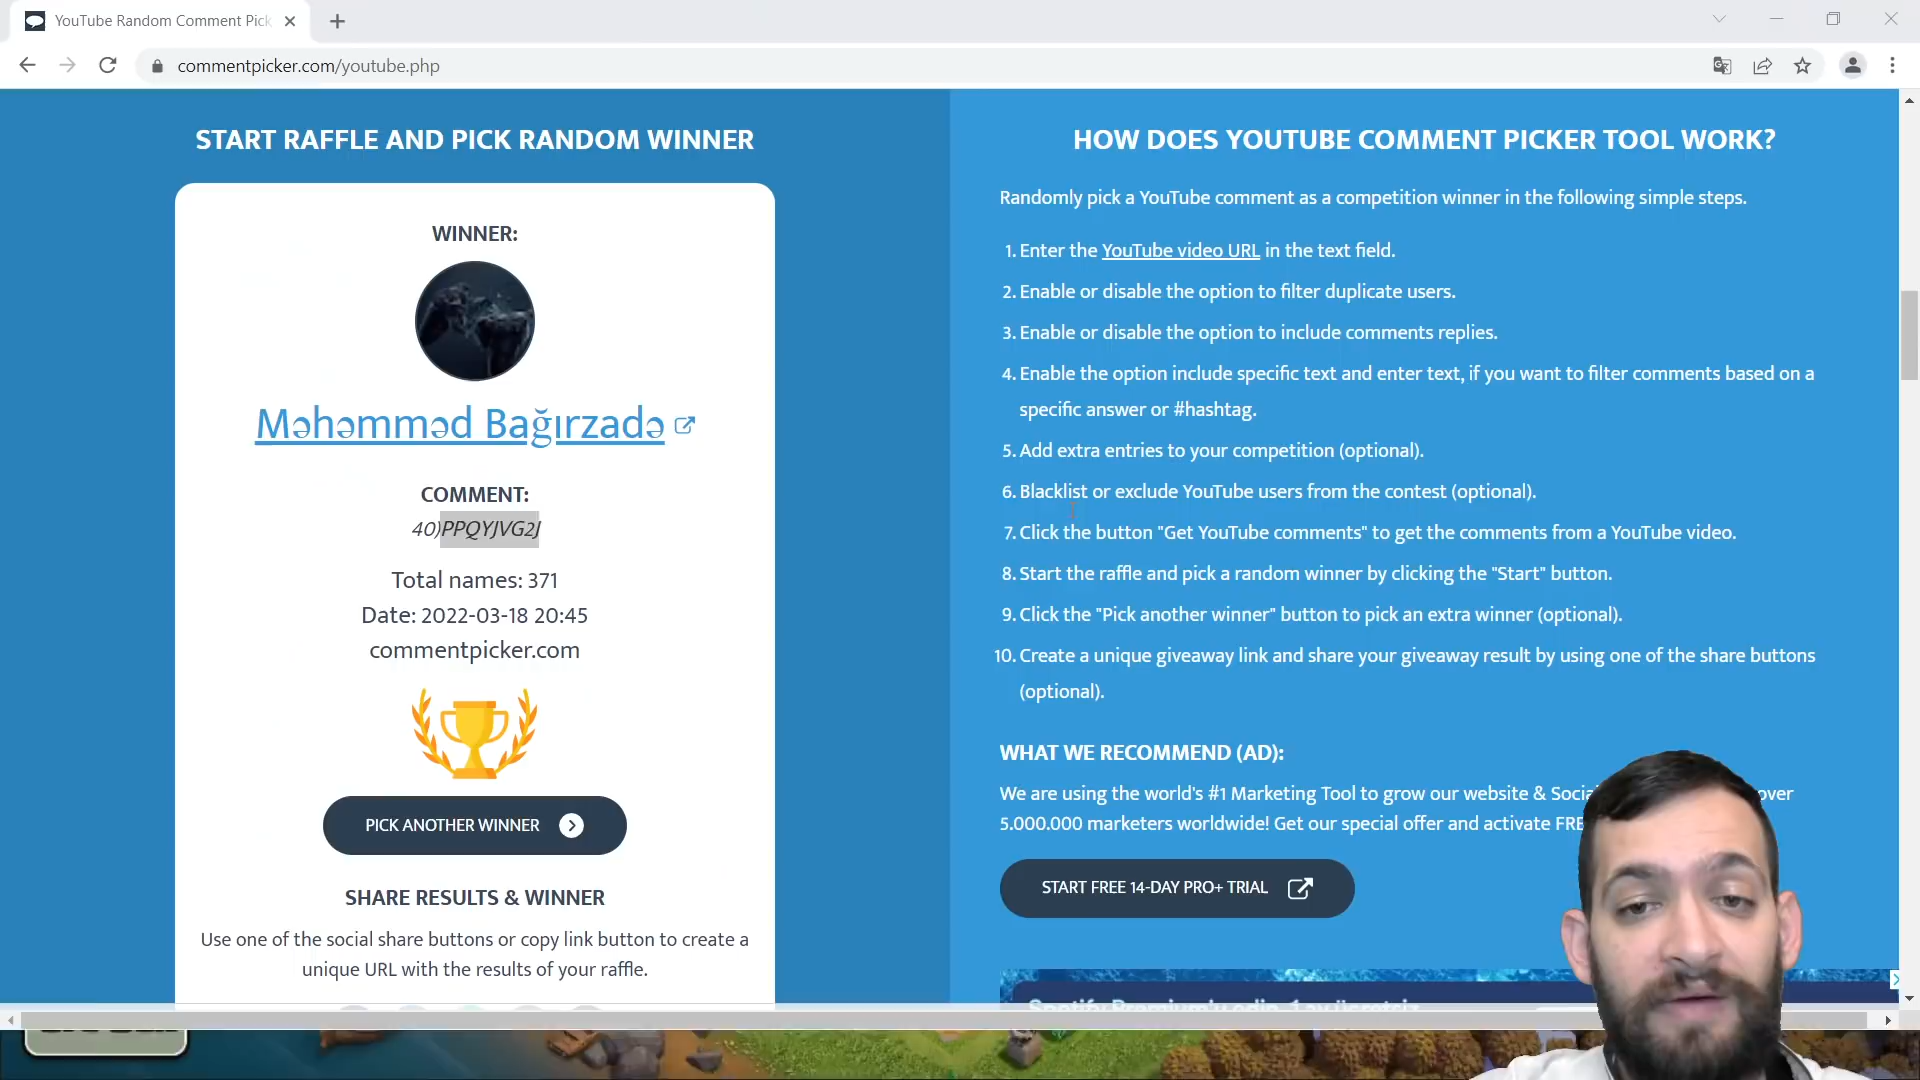 YouTube Random Comment Pick
commentpicker.com/youtube.php
START RAFFLE AND PICK RANDOM WINNER
WINNER:
Məhəmməd Bağırzadə
COMMENT:
40)PPQYJVG2J
Total names: 371
Date: 2022-03-18 20:45
commentpicker.com
PICK ANOTHER WINNER
SHARE RESULTS & WINNER
Use one of the social share buttons or copy link button to create a
unique URL with the results of your raffle.
HOW DOES YOUTUBE COMMENT PICKER TOOL WORK?
Randomly pick a YouTube comment as a competition winner in the following simple steps.
1. Enter the YouTube video URL in the text field.
2. Enable or disable the option to filter duplicate users.
3. Enable or disable the option to include comments replies.
4. Enable the option include specific text and enter text, if you want to filter comments based on a
specific answer or #hashtag.
5. Add extra entries to your competition (optional).
6. Blacklist or exclude YouTube users from the contest (optional).
7. Click the button "Get YouTube comments" to get the comments from a YouTube video.
8. Start the raffle and pick a random winner by clicking the "Start" button.
9. Click the "Pick another winner" button to pick an extra winner (optional).
10. Create a unique giveaway link and share your giveaway result by using one of the share buttons
(optional).
WHAT WE RECOMMEND (AD):
We are using the world's #1 Marketing Tool to grow our website & over
5.000.000 marketers worldwide! Get our special offer and activate
START FREE 14-DAY PRO+ TRIAL
Spotify Premium